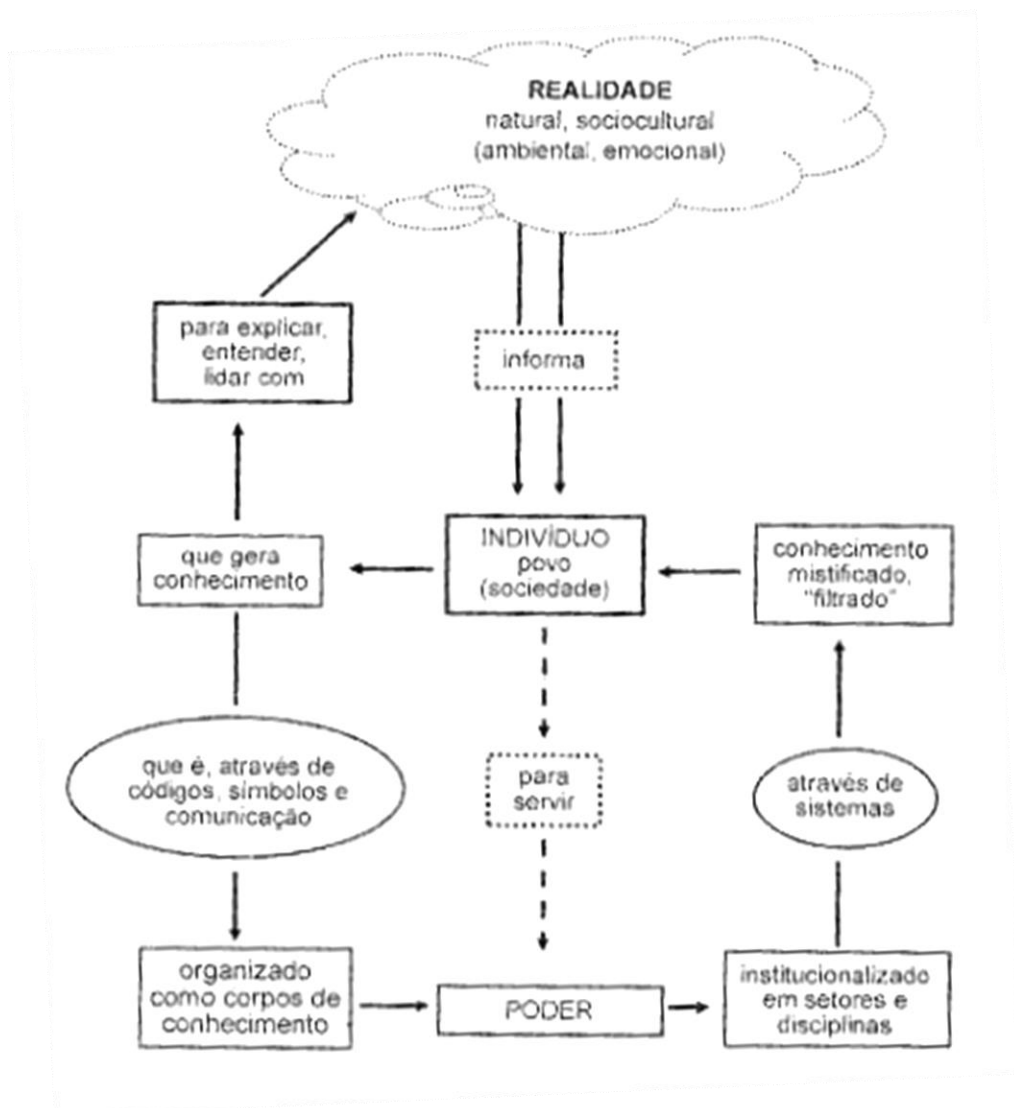 REALIDADE
natural, sociocultural
(ambiental, emocional)
para explicar,
entender,
lidar com
informa
INDIVÍDUO
povo
(sociedade)
que gera
conhecimento
conhecimento
mistificado,
"filtrado"
que é, através de
códigos, símbolos e
comunicação
para
servir
através de
sistemas
organizado
como corpos de
conhecimento
PODER
institucionalizado
em setores e
disciplinas